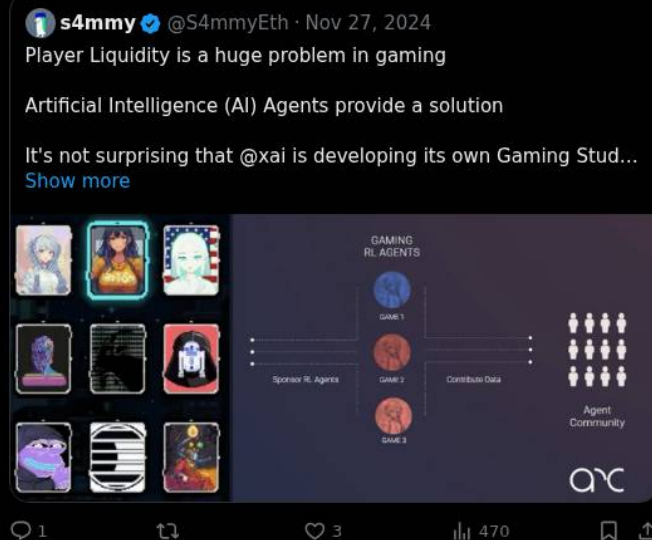 s4mmy @S4mmyEth · Nov 27, 2024
Player Liquidity is a huge problem in gaming
Artificial Intelligence (AI) Agents provide a solution
It's not surprising that @xai is developing its own Gaming Stud...
Show more
GAMING
RL AGENTS
GAME 1
Sponsor RL Agents
GAME 2
Contribute Data
GAME 3
Agent
Community
arc
1
3
470